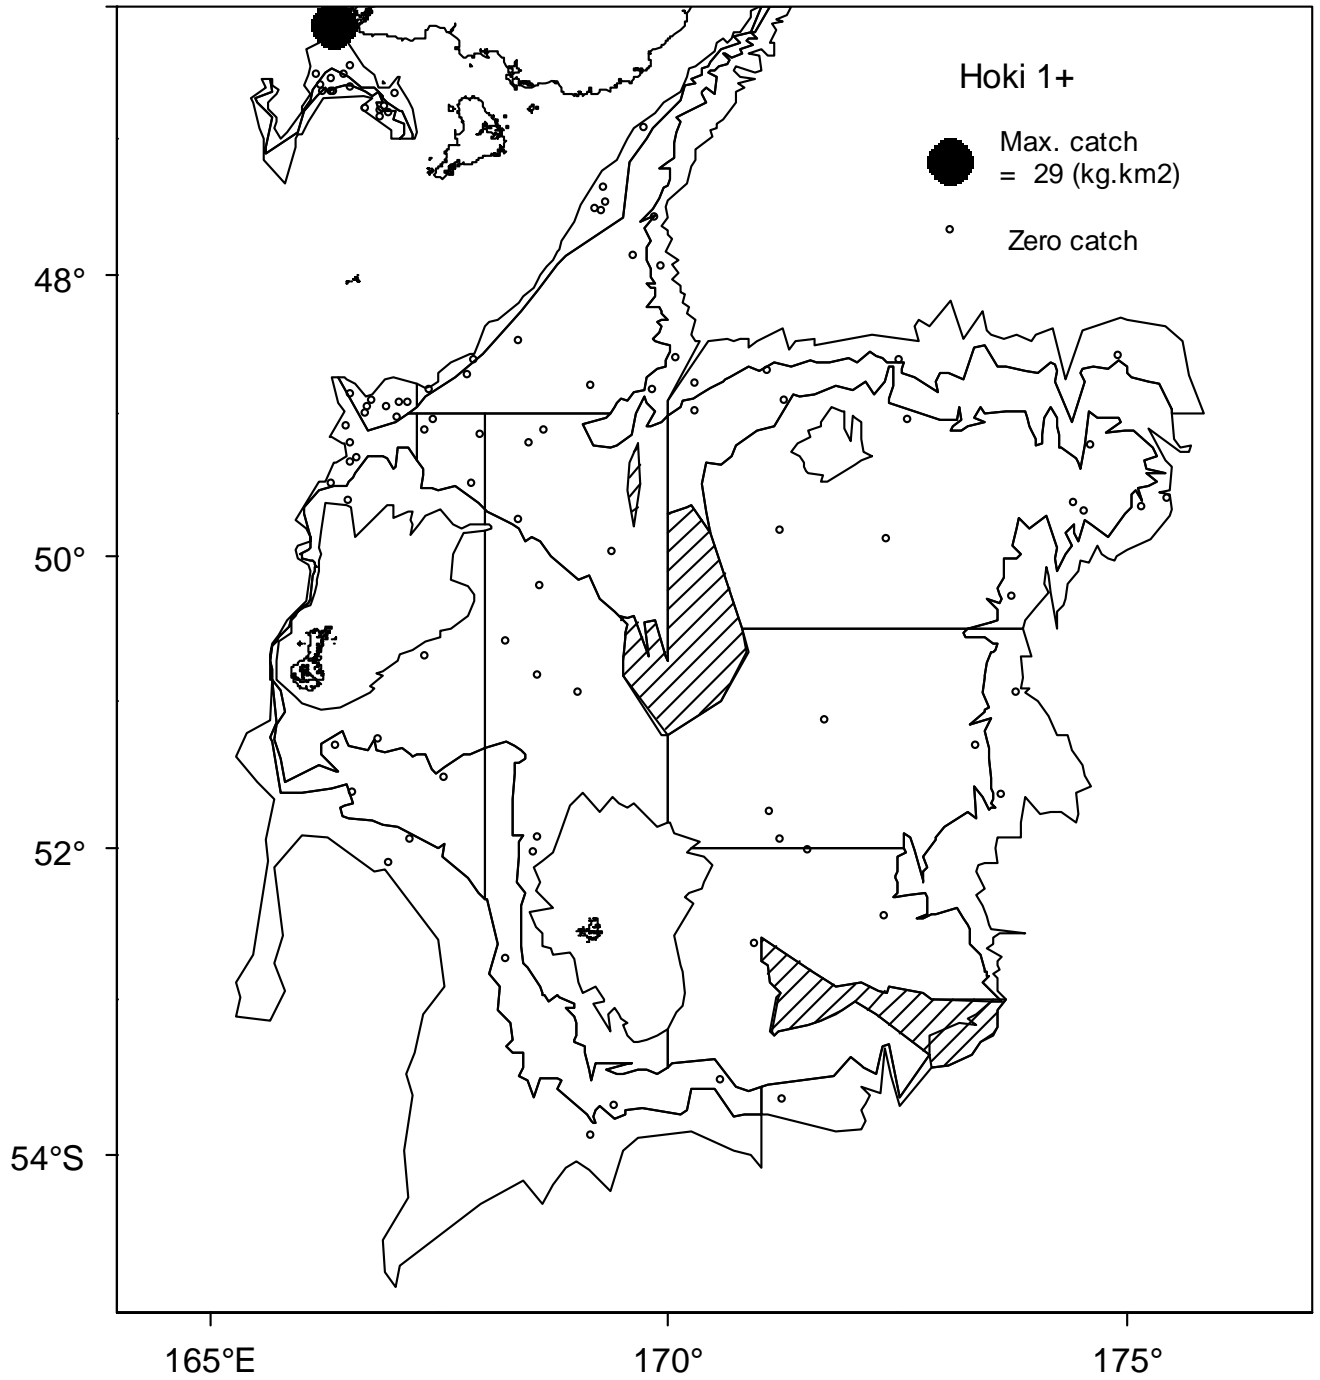 Hoki 1+
Max. catch
= 29 (kg.km2)
Zero catch
48°
50°
52°
54°S
165°E
170°
175°